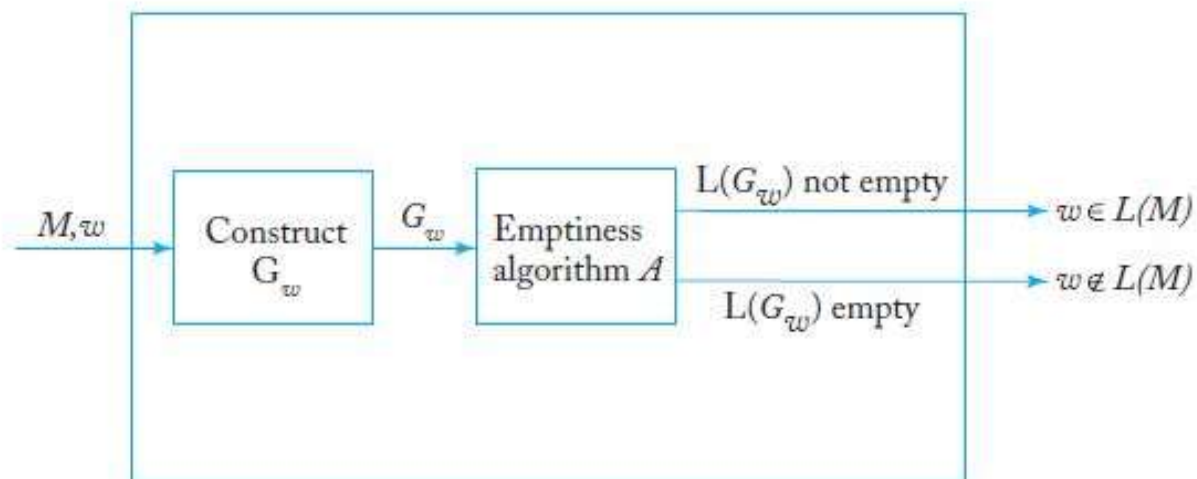 M,w
Construct
G_w
G_w
Emptiness
algorithm A
L(G_w) not empty
L(G_w) empty
w ∈ L(M)
w ∉ L(M)